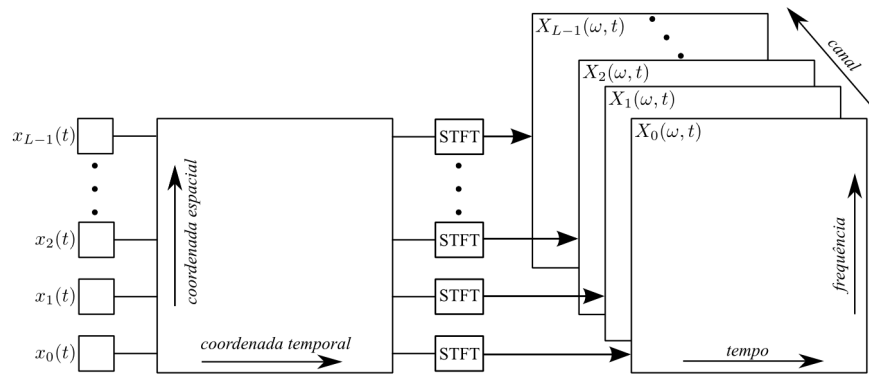 X_{L-1}(ω, t)
canal
X_2(ω, t)
X_1(ω, t)
X_0(ω, t)
x_{L-1}(t)
STFT
coordenada espacial
x_2(t)
STFT
frequência
x_1(t)
STFT
coordenada temporal
x_0(t)
STFT
tempo